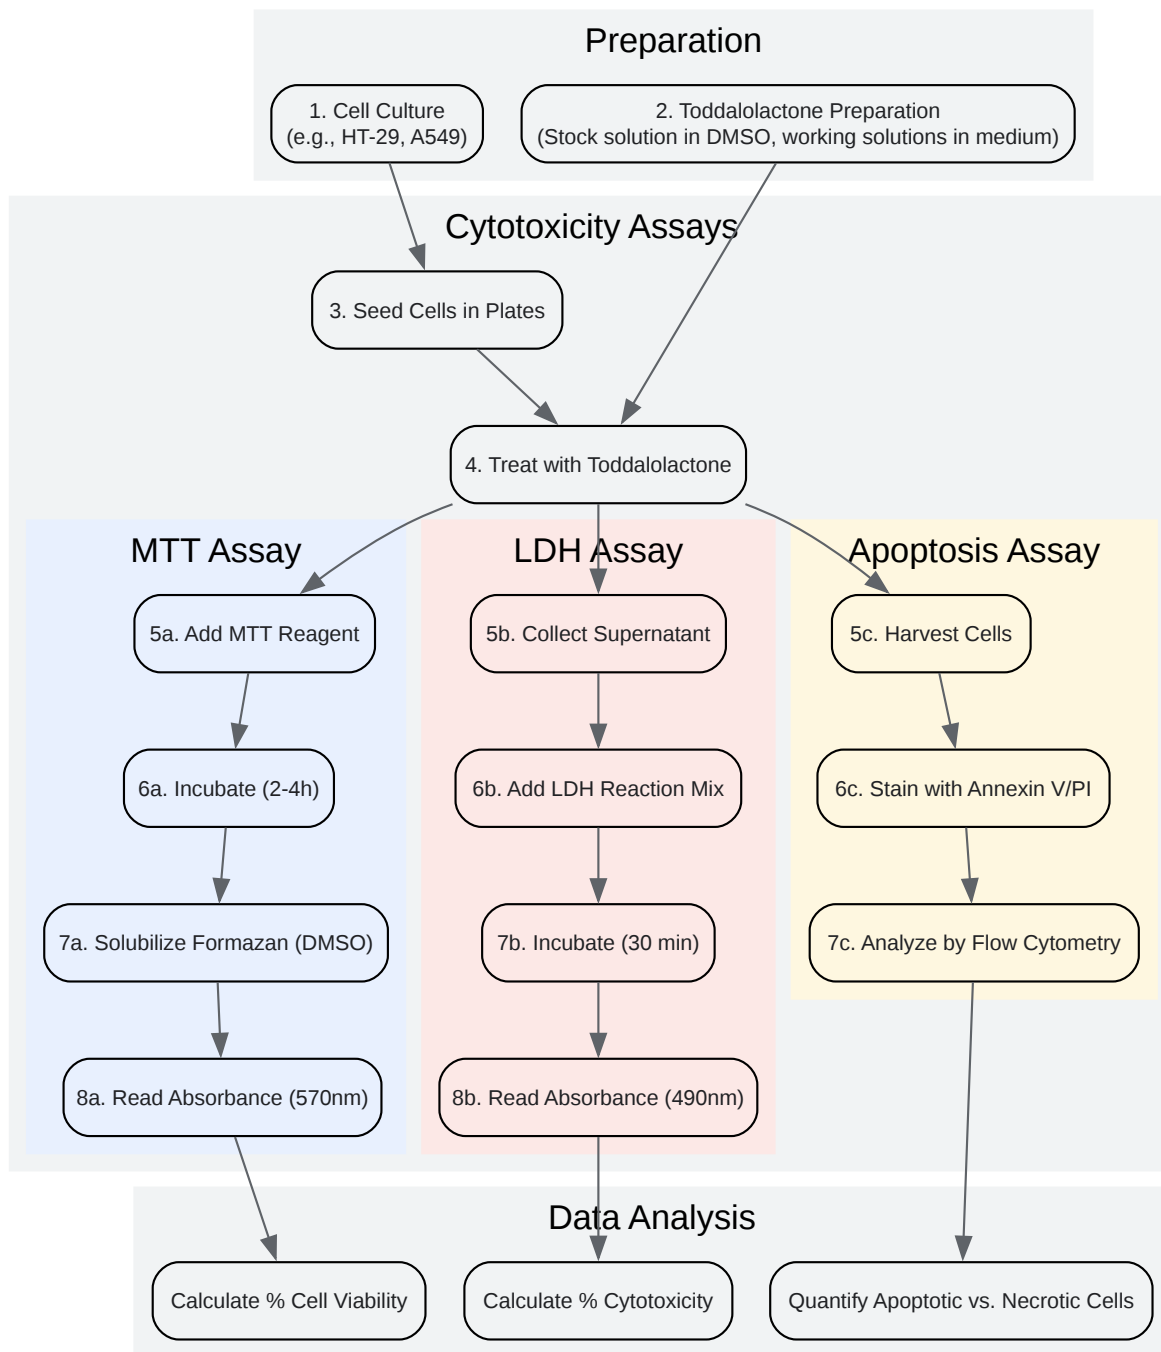 Preparation
1. Cell Culture
(e.g., HT-29, A549)
2. Toddalolactone Preparation
(Stock solution in DMSO, working solutions in medium)
Cytotoxicity Assays
3. Seed Cells in Plates
4. Treat with Toddalolactone
MTT Assay
5a. Add MTT Reagent
6a. Incubate (2-4h)
7a. Solubilize Formazan (DMSO)
8a. Read Absorbance (570nm)
LDH Assay
5b. Collect Supernatant
6b. Add LDH Reaction Mix
7b. Incubate (30 min)
8b. Read Absorbance (490nm)
Apoptosis Assay
5c. Harvest Cells
6c. Stain with Annexin V/PI
7c. Analyze by Flow Cytometry
Data Analysis
Calculate % Cell Viability
Calculate % Cytotoxicity
Quantify Apoptotic vs. Necrotic Cells